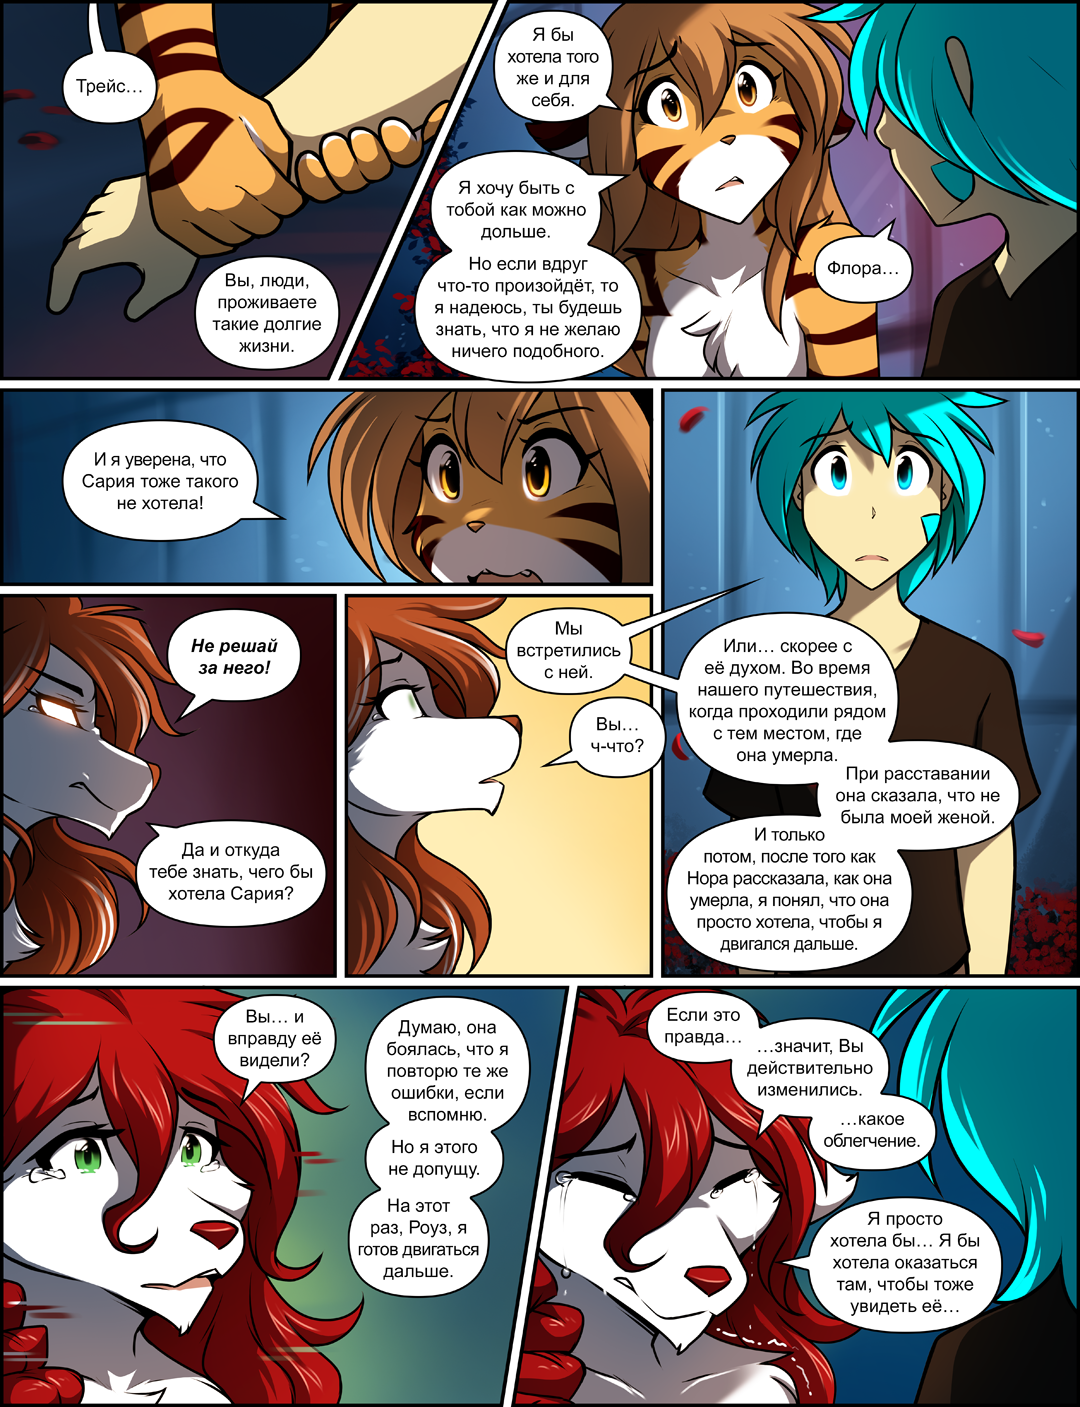 Трейс...
Вы, люди,
проживаете
такие долгие
жизни.
Я бы
хотела того
же и для
себя.
Я хочу быть с
тобой как можно
дольше.
Но если вдруг
что-то произойдёт, то
я надеюсь, ты будешь
знать, что я не желаю
ничего подобного.
Флора...
И я уверена, что
Сария тоже такого
не хотела!
Не решай
за него!
Да и откуда
тебе знать, чего бы
хотела Сария?
Мы
встретились
с ней.
Вы...
ч-что?
Или... скорее с
её духом. Во время
нашего путешествия,
когда проходили рядом
с тем местом, где
она умерла.
При расставании
она сказала, что не
была моей женой.
И только
потом, после того как
Нора рассказала, как она
умерла, я понял, что она
просто хотела, чтобы я
двигался дальше.
Вы... и
вправду её
видели?
Думаю, она
боялась, что я
повторю те же
ошибки, если
вспомню.
Но я этого
не допущу.
На этот
раз, Роуз, я
готов двигаться
дальше.
Если это
правда...
...значит, Вы
действительно
изменились.
...какое
облегчение.
Я просто
хотела бы... Я бы
хотела оказаться
там, чтобы тоже
увидеть её...